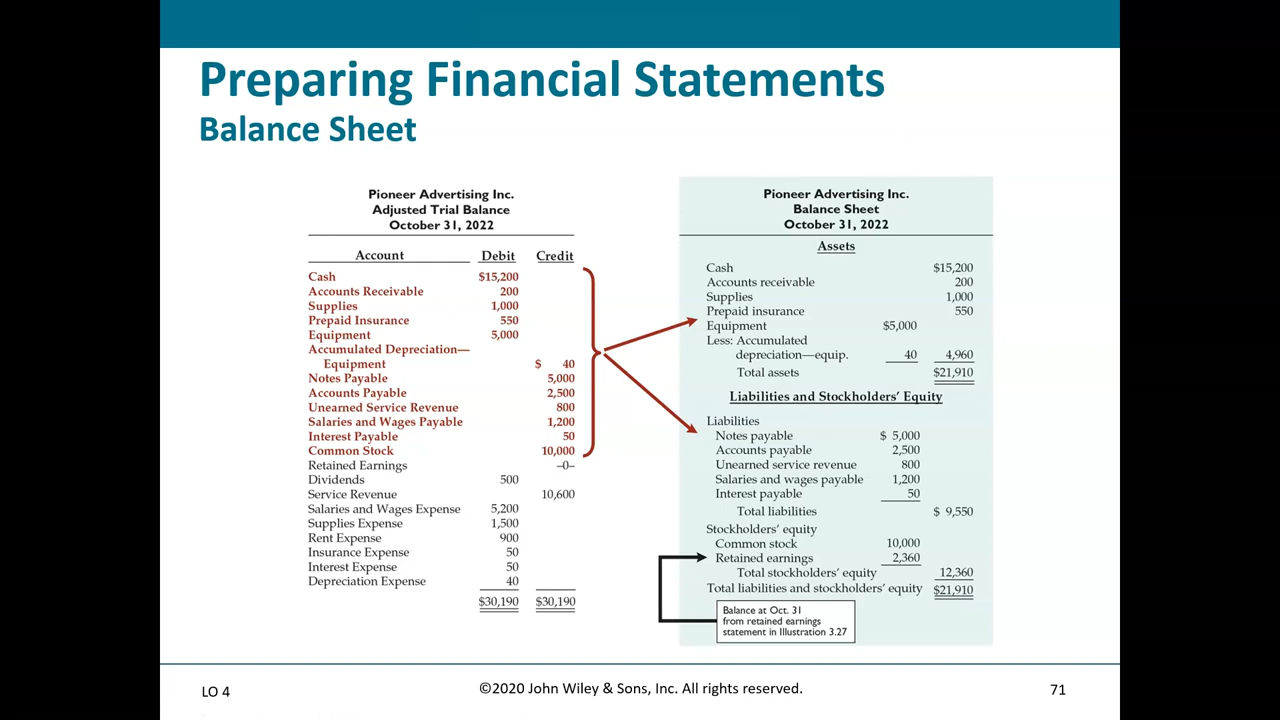 Preparing Financial Statements
Balance Sheet
Pioneer Advertising Inc.
Adjusted Trial Balance
October 31, 2022
Account Debit Credit
Cash $15,200
Accounts Receivable 200
Supplies 1,000
Prepaid Insurance 550
Equipment 5,000
Accumulated Depreciation—
Equipment $ 40
Notes Payable 5,000
Accounts Payable 2,500
Unearned Service Revenue 800
Salaries and Wages Payable 1,200
Interest Payable 50
Common Stock 10,000
Retained Earnings –0–
Dividends 500
Service Revenue 10,600
Salaries and Wages Expense 5,200
Supplies Expense 1,500
Rent Expense 900
Insurance Expense 50
Interest Expense 50
Depreciation Expense 40
$30,190 $30,190
Pioneer Advertising Inc.
Balance Sheet
October 31, 2022
Assets
Cash $15,200
Accounts receivable 200
Supplies 1,000
Prepaid insurance 550
Equipment $5,000
Less: Accumulated
depreciation—equip. 40 4,960
Total assets $21,910
Liabilities and Stockholders’ Equity
Liabilities
Notes payable $ 5,000
Accounts payable 2,500
Unearned service revenue 800
Salaries and wages payable 1,200
Interest payable 50
Total liabilities $ 9,550
Stockholders’ equity
Common stock 10,000
Retained earnings 2,360
Total stockholders’ equity 12,360
Total liabilities and stockholders’ equity $21,910
Balance at Oct. 31
from retained earnings
statement in Illustration 3.27
LO 4
©2020 John Wiley & Sons, Inc. All rights reserved.
71